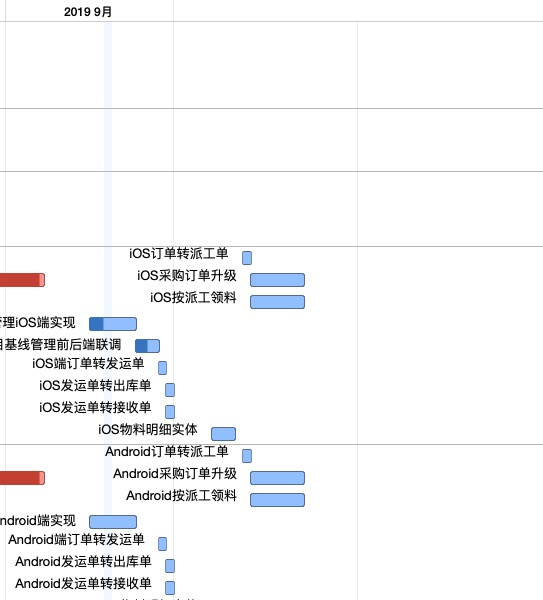 2019 9月
iOS订单转派工单
iOS采购订单升级
iOS按派工领料
管理iOS端实现
目基线管理前后端联调
iOS端订单转发运单
iOS发运单转出库单
iOS发运单转接收单
iOS物料明细实体
Android订单转派工单
Android采购订单升级
Android按派工领料
ndroid端实现
Android端订单转发运单
Android发运单转出库单
Android发运单转接收单